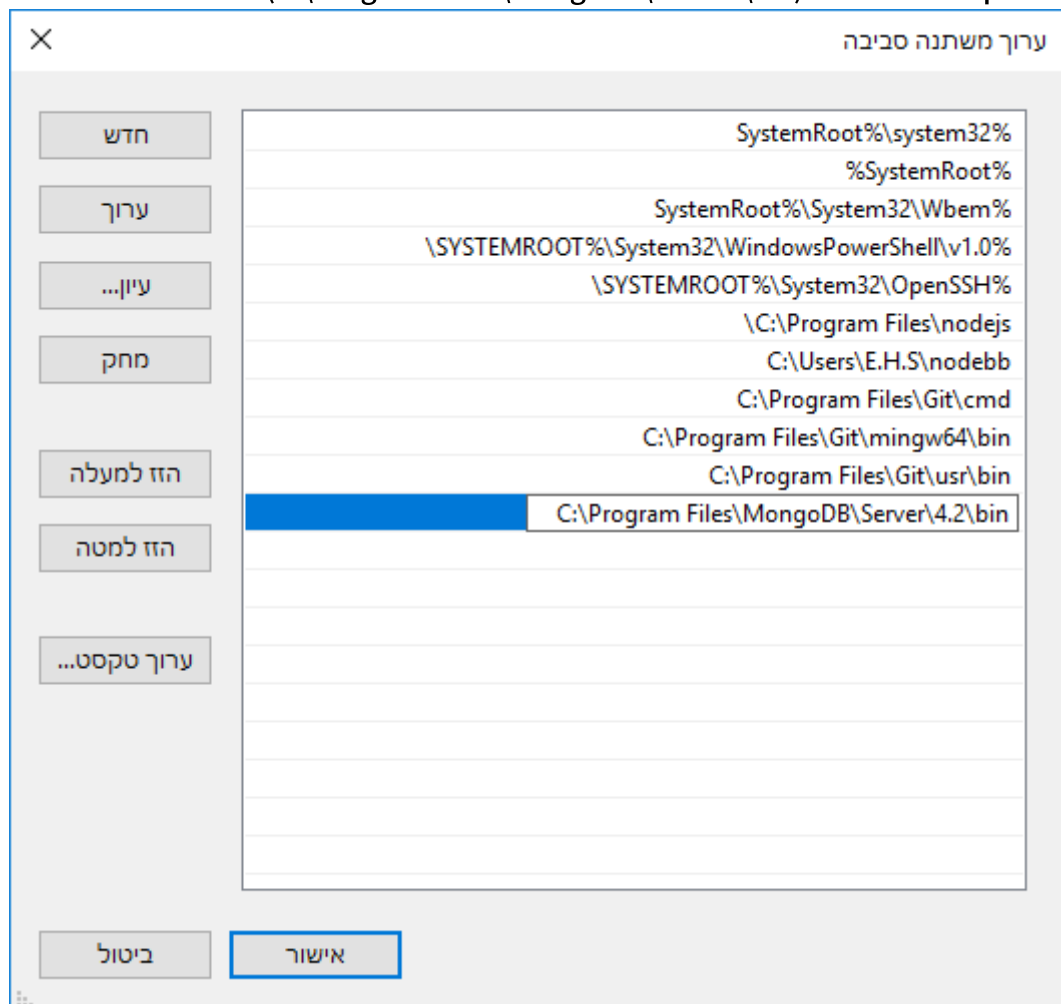 ערוך משתנה סביבה
%SystemRoot%\system32
%SystemRoot%
%SystemRoot%\System32\Wbem
%SYSTEMROOT%\System32\WindowsPowerShell\v1.0\
%SYSTEMROOT%\System32\OpenSSH\
C:\Program Files\nodejs\
C:\Users\E.H.S\nodebb
C:\Program Files\Git\cmd
C:\Program Files\Git\mingw64\bin
C:\Program Files\Git\usr\bin
C:\Program Files\MongoDB\Server\4.2\bin
חדש
ערוך
עיון...
מחק
הזז למעלה
הזז למטה
ערוך טקסט...
אישור
ביטול